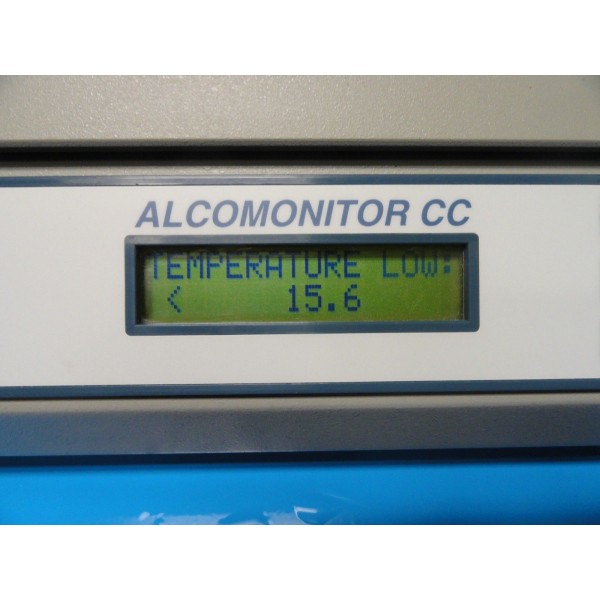 ALCOMONITOR CC
TEMPERATURE LOW:
< 15.6